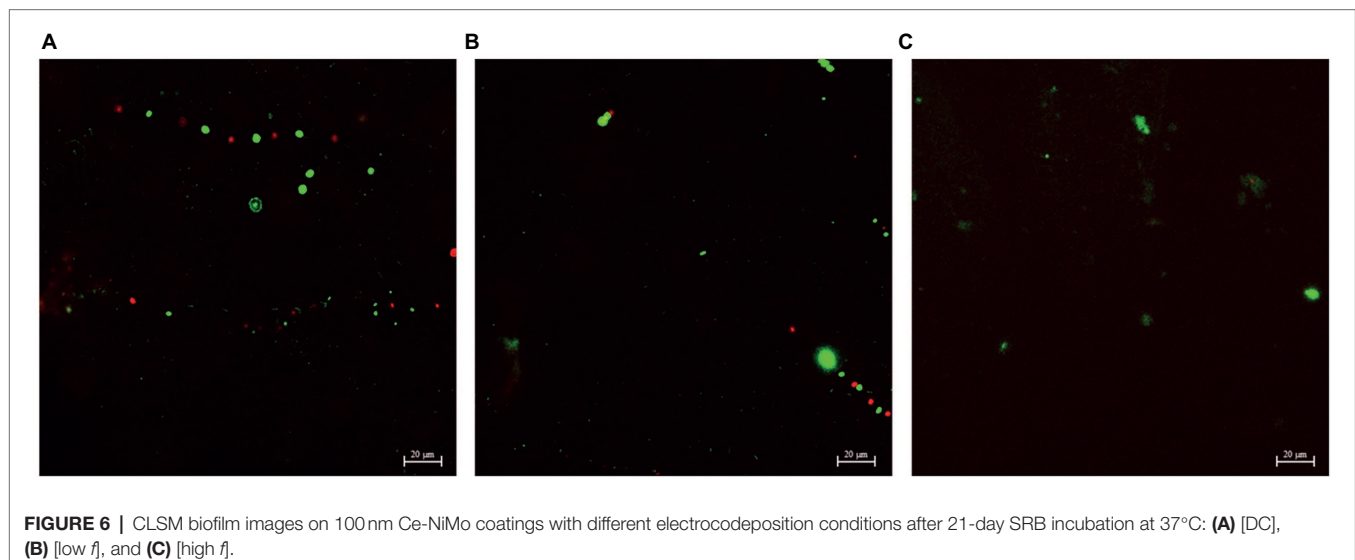 A
B
C
20 μm
20 μm
20 μm
FIGURE 6 | CLSM biofilm images on 100 nm Ce-NiMo coatings with different electrocodeposition conditions after 21-day SRB incubation at 37°C: (A) [DC],
(B) [low f], and (C) [high f].